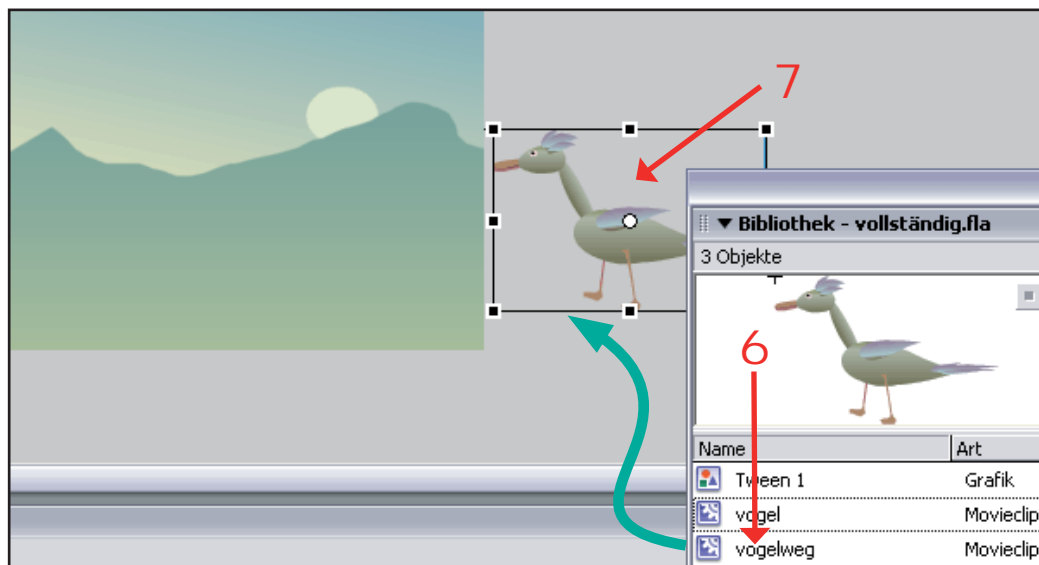 7
Bibliothek - vollständig.fla
3 Objekte
6
Name Art
Tween 1 Grafik
vogel Movieclip
vogelweg Movieclip